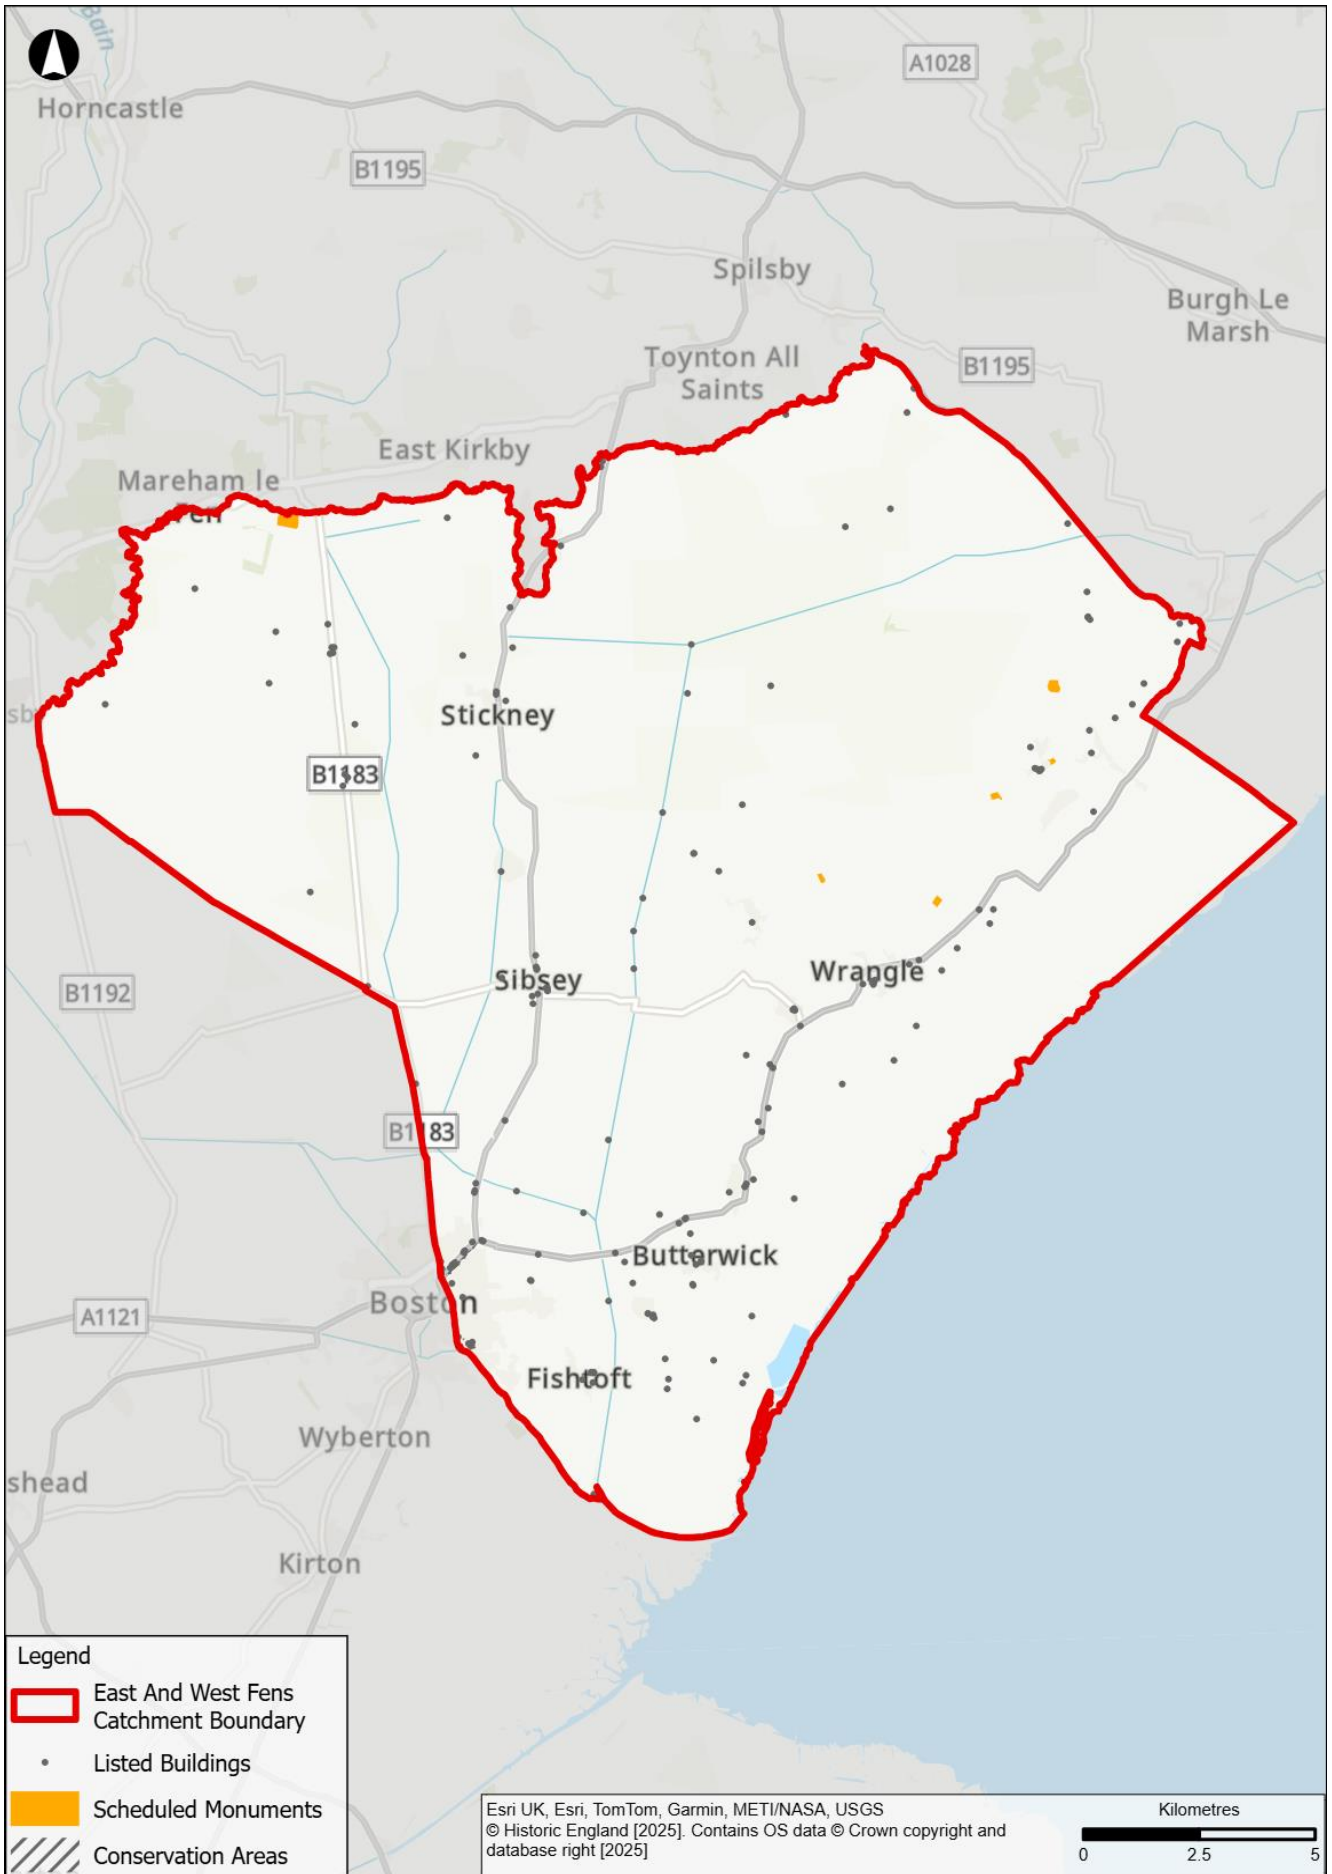 Bain
A1028
Horncastle
B1195
Spilsby
Burgh Le
Marsh
Toynton All
Saints
B1195
East Kirkby
Mareham le
Fen
sb
Stickney
B1183
Sibsey
Wrangle
B1192
B1183
Butterwick
Boston
A1121
Fishtoft
Wyberton
shead
Kirton
Legend
East And West Fens
Catchment Boundary
Listed Buildings
Scheduled Monuments
Conservation Areas
Esri UK, Esri, TomTom, Garmin, METI/NASA, USGS
© Historic England [2025]. Contains OS data © Crown copyright and
database right [2025]
Kilometres
0 2.5 5